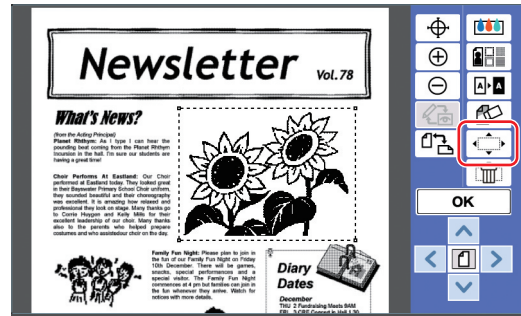 Newsletter Vol. 78
What's News?
(from the Acting Principal)
Planet Rhthym: As I type I can hear the
pounding beat coming from the Planet Rhythm
Incursion in the hall. I'm sure our students are
having a great time!
Choir Performs At Eastland: Our Choir
performed at Eastland today. They looked great
in their Bayswater Primary School Choir uniform,
they sounded beautiful and their choreography
was excellent. It is amazing how relaxed and
professional they look on stage. Many thanks go
to Corrie Huygen and Kelly Mills for their
excellent leadership of our choir. Many thanks
also to the parents who helped prepare
costumes and who assistedour choir on the day.
Family Fun Night: Please plan to join in
the fun of our Family Fun Night on Friday
10th December. There will be games,
snacks, special performances and a
special visitor. The Family Fun Night
commences at 4 pm but families can join in
the fun whenever they arrive. Watch for
notices with more details.
Diary
Dates
December
THU 2 Fundraising Meets 9AM
A A
OK